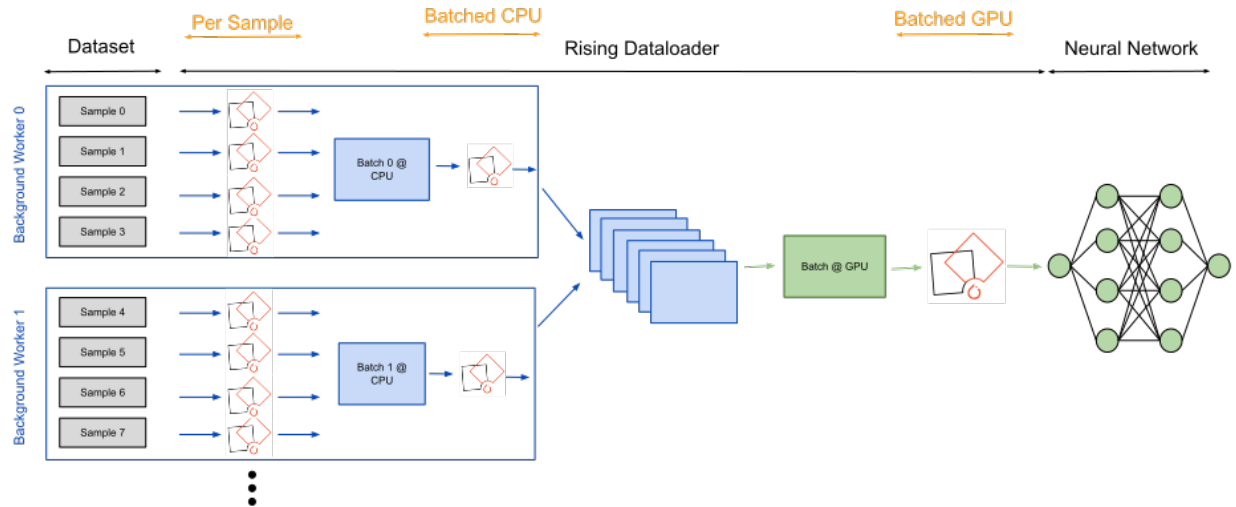 Per Sample
Batched CPU
Batched GPU
Dataset
Rising Dataloader
Neural Network
Background Worker 0
Sample 0
Sample 1
Sample 2
Sample 3
Batch 0 @
CPU
Batch @ GPU
Background Worker 1
Sample 4
Sample 5
Sample 6
Sample 7
Batch 1 @
CPU